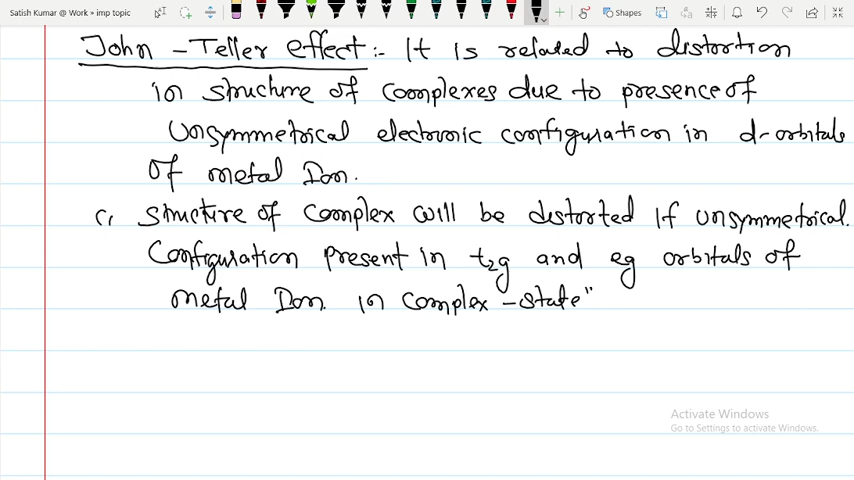 Satish Kumar @ Work » imp topic
Shapes
John - Teller effect :- It is related to distortion
in structure of complexes due to presence of
unsymmetrical electronic configuration in d-orbitals
of metal Ion.
structure of complex will be distorted if unsymmetrical.
Configuration present in t2g and eg orbitals of
metal Ion. in complex - state"
Activate Windows
Go to Settings to activate Windows.